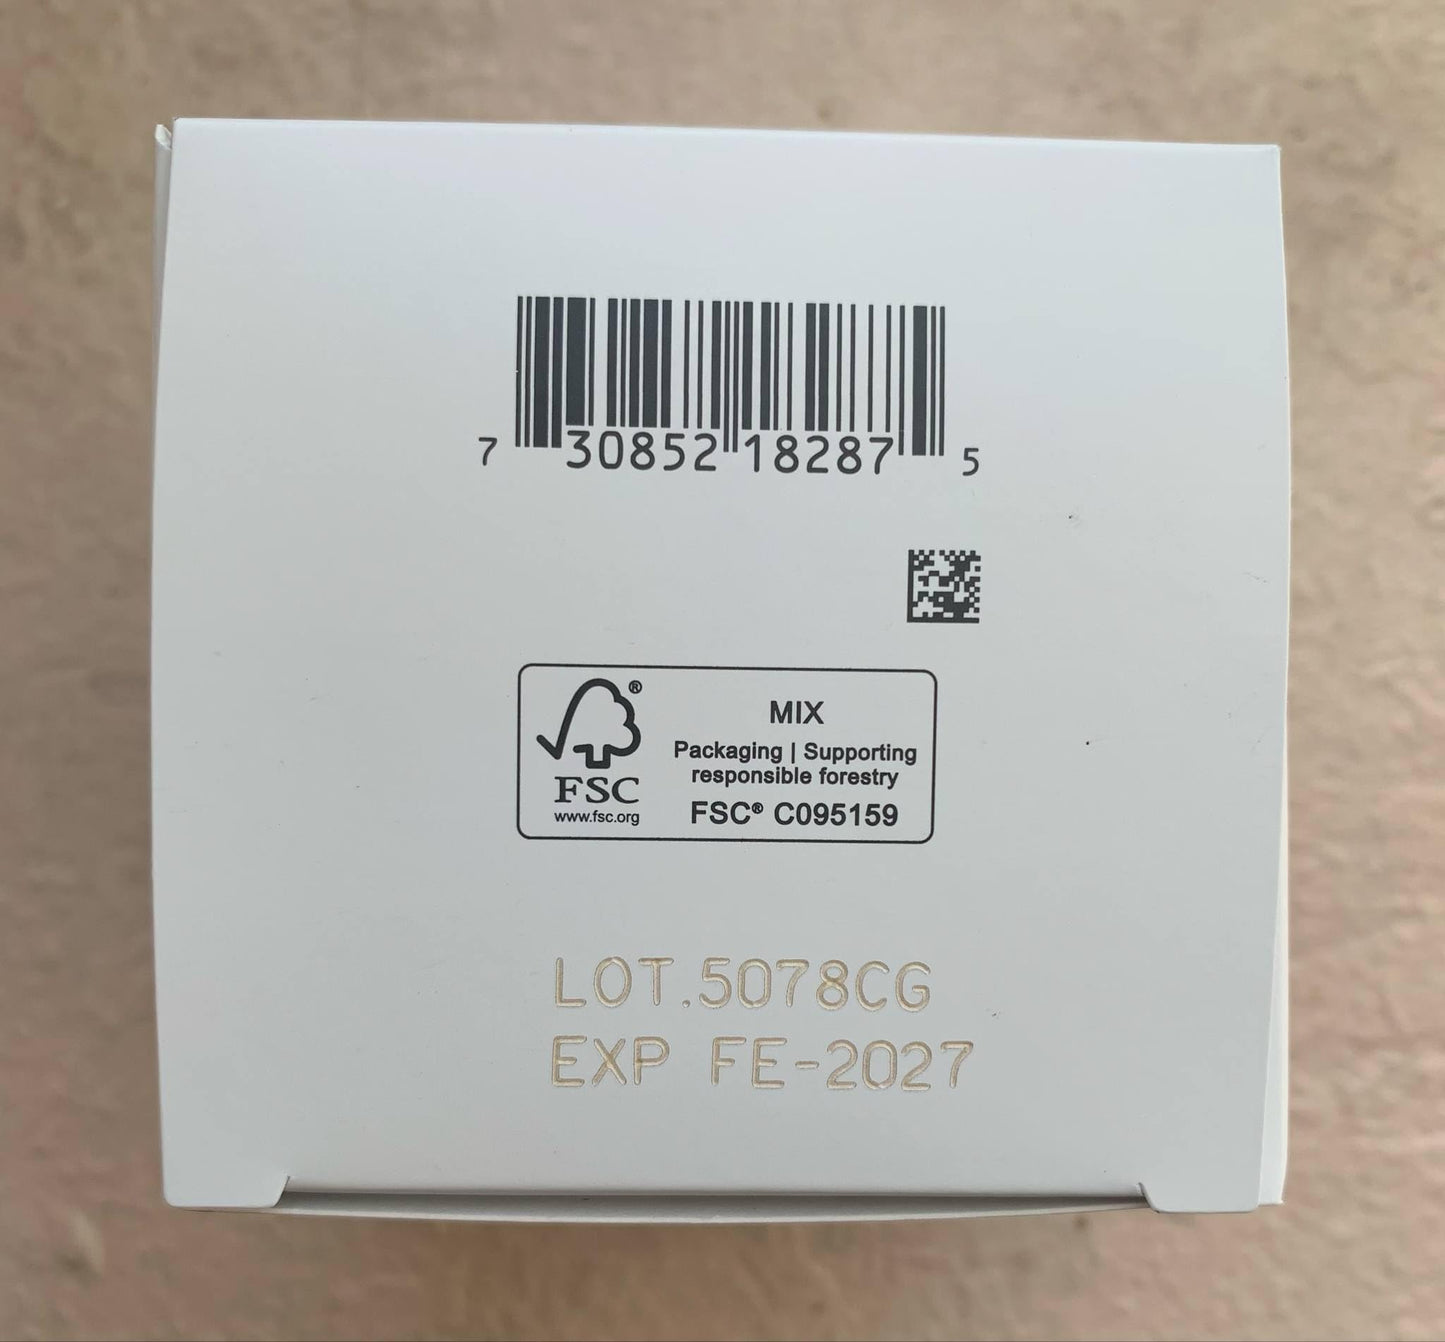 7 30852 18287 5
®
MIX
Packaging | Supporting
responsible forestry
FSC
www.fsc.org
FSC® C095159
LOT.5078CG
EXP FE-2027